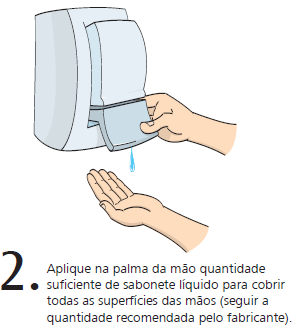 2. Aplique na palma da mão quantidade
suficiente de sabonete líquido para cobrir
todas as superfícies das mãos (seguir a
quantidade recomendada pelo fabricante).